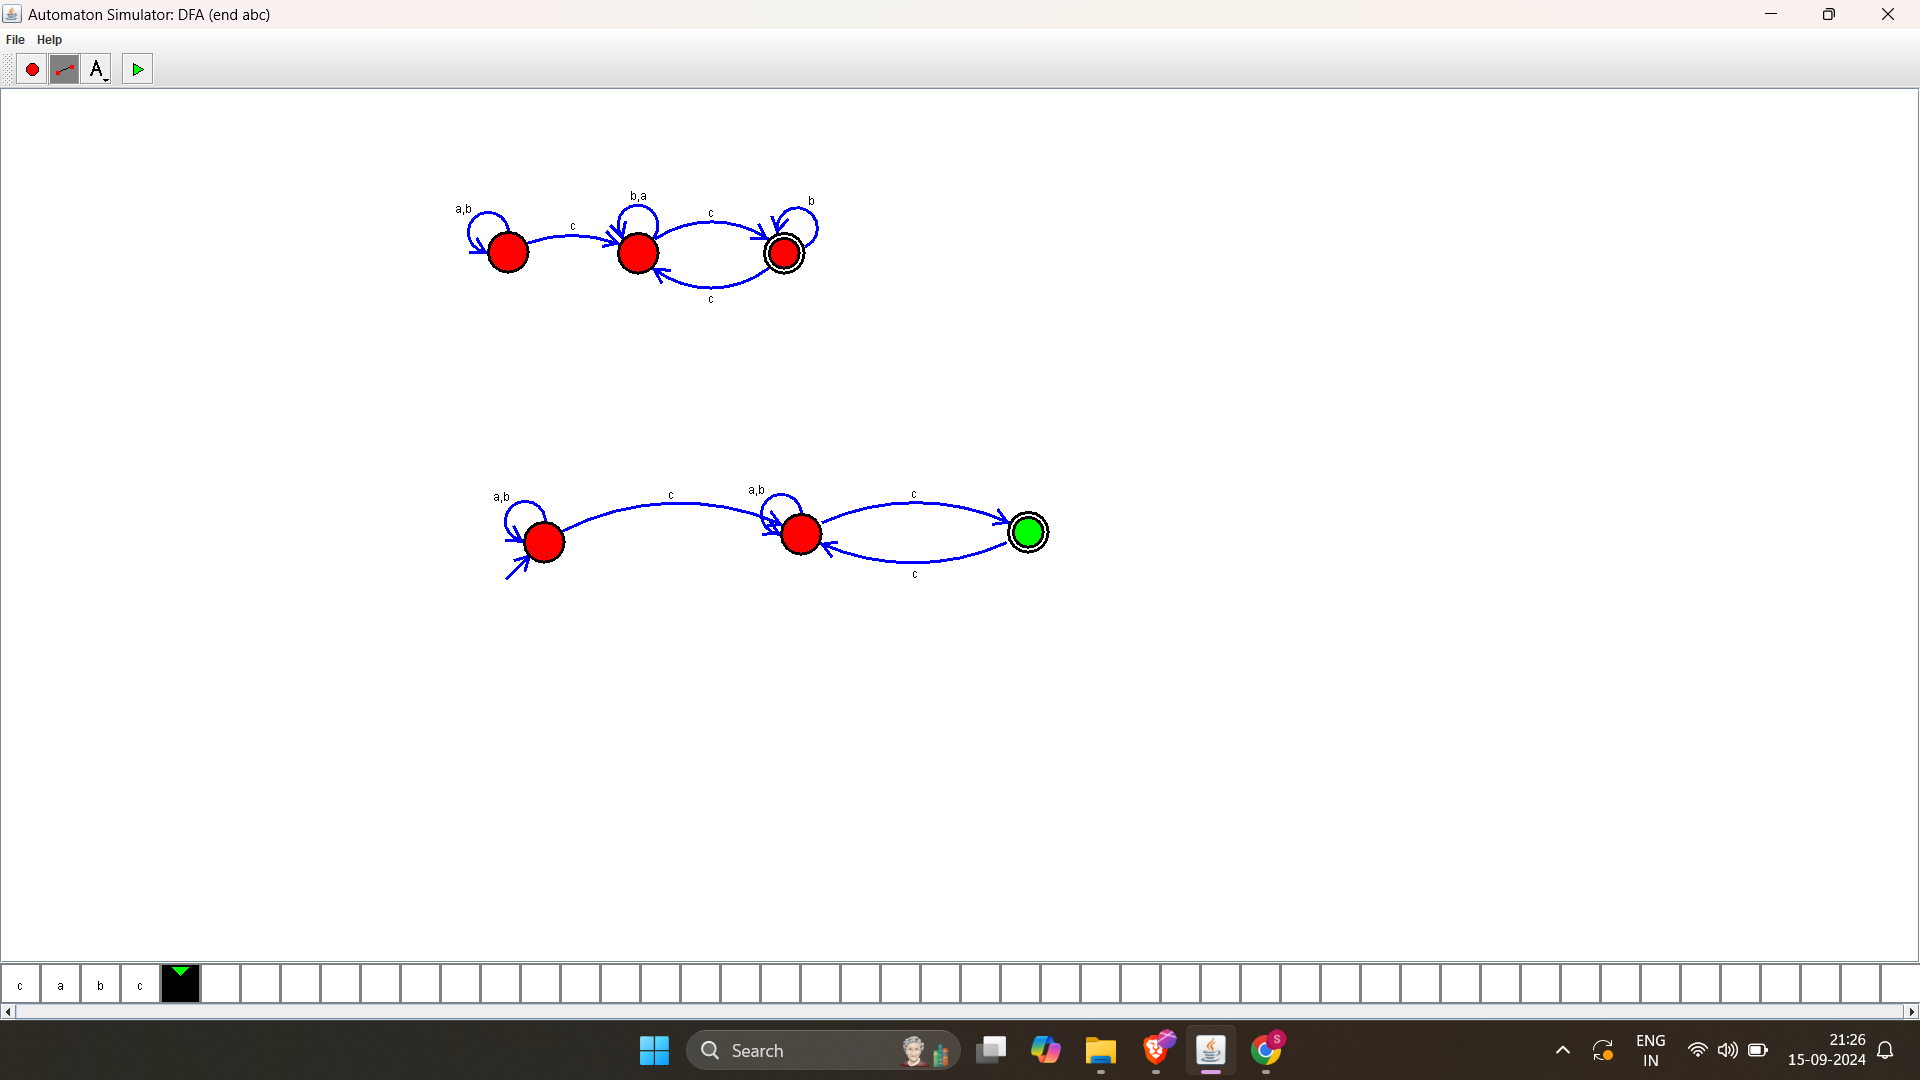 Automaton Simulator: DFA (end abc)
File Help
A
b,a
b
a,b
c
c
c
a,b
c
a,b
c
c
c a b c
Search
ENG
IN
21:26
15-09-2024
S